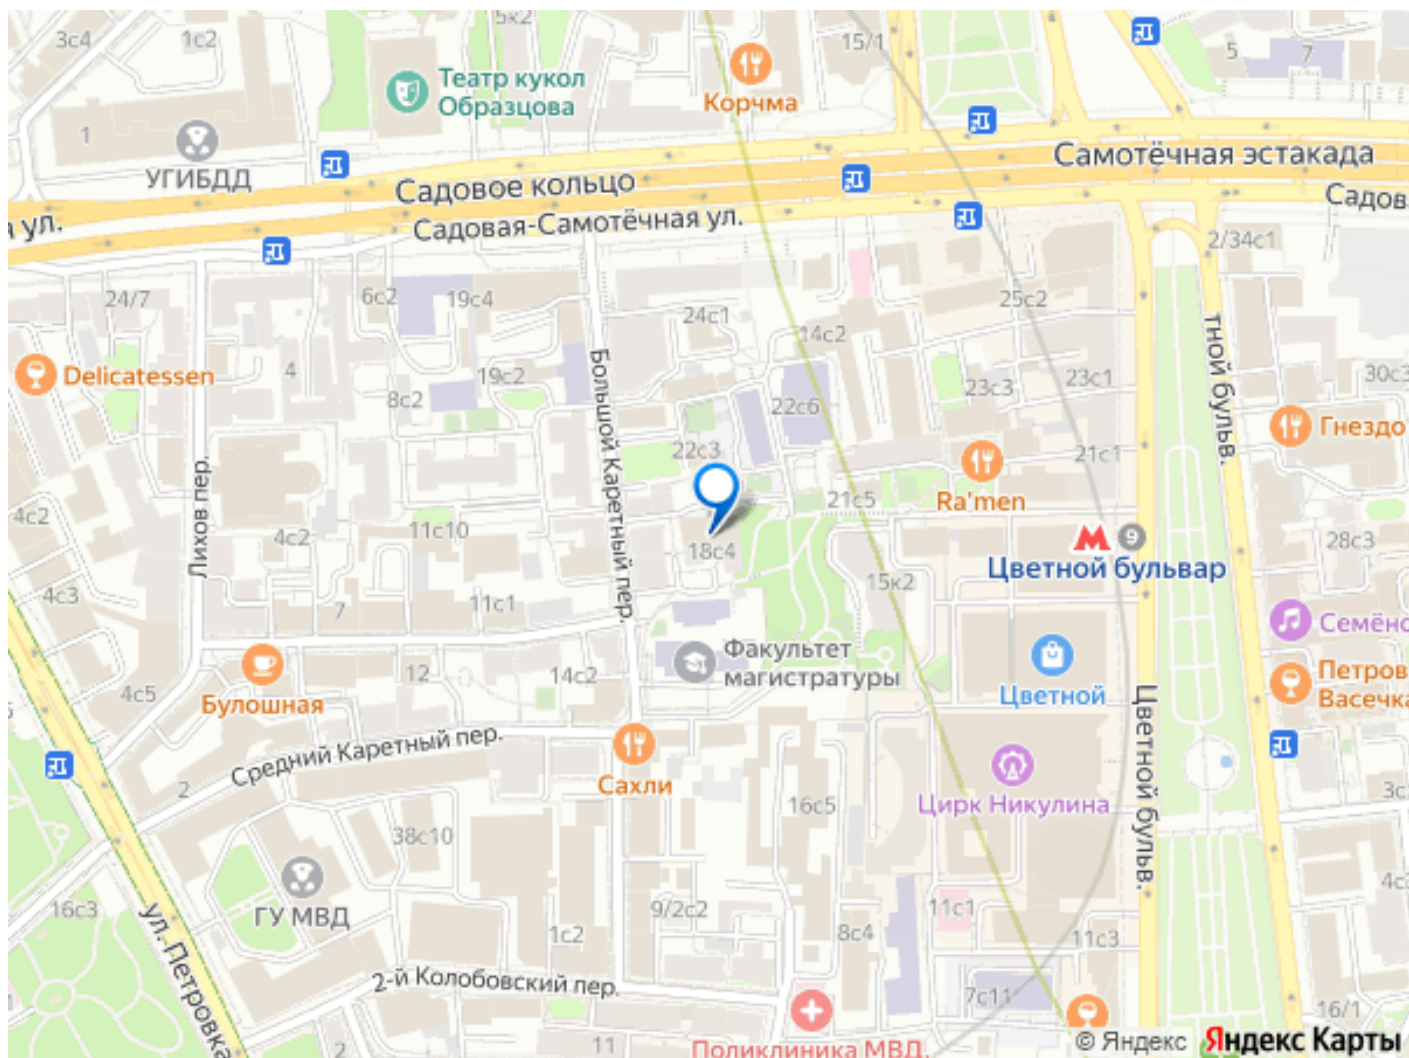 3с4
1с2
5к2
15/1
5
7
Театр кукол
Образцова
Корчма
1
УГИБДД
Самотёчная эстакада
Садовое кольцо
Садов
ул.
Садовая-Самотёчная ул.
2/34с1
24/7
6с2
19с4
25с2
24с1
14с2
тной бульв.
Delicatessen
4
19с2
8с2
Большой Каретный пер.
23с3
23с1
30с3
22с6
Гнездо
22с3
21с1
Лихов пер.
Ra'men
21с5
4с2
11с10
4с2
18с4
9
28с3
Цветной бульвар
15к2
4с3
7
11с1
Семёно
Факультет
магистратуры
12
14с2
Петров
Васечка
4с5
Булошная
Цветной
Цветной бульв.
Средний Каретный пер.
2
Сахли
Цирк Никулина
16с5
3с
38с10
4с
ГУ МВД
16с3
9/2с2
11с1
ул. Петровка
1с2
8с4
11с3
2-й Колобовский пер.
7с11
16/1
2
11
Поликлиника МВД,
© Яндекс
Яндекс Карты